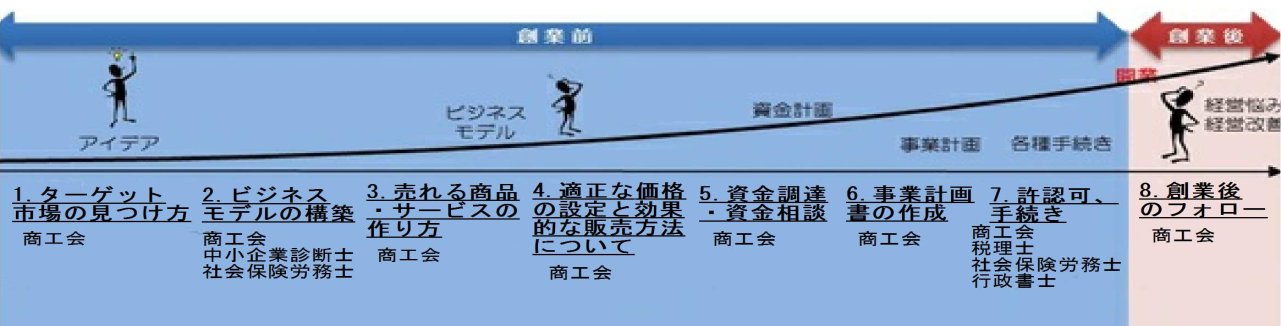 創業前
創業後
開業
アイデア
ビジネス
モデル
資金計画
事業計画
各種手続き
経営悩み
経営改善
1. ターゲット
市場の見つけ方
商工会
2. ビジネス
モデルの構築
商工会
中小企業診断士
社会保険労務士
3. 売れる商品
・サービスの
作り方
商工会
4. 適正な価格
の設定と効果
的な販売方法
について
商工会
5. 資金調達
・資金相談
商工会
6. 事業計画
書の作成
商工会
7. 許認可、
手続き
商工会
税理士
社会保険労務士
行政書士
8. 創業後
のフォロー
商工会